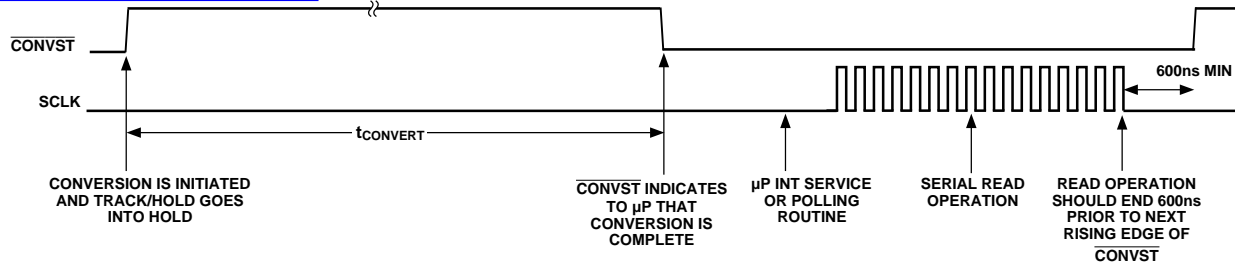 CONVST
SCLK
600ns MIN
tCONVERT
CONVERSION IS INITIATED
AND TRACK/HOLD GOES
INTO HOLD
CONVST INDICATES
TO µP THAT
CONVERSION IS
COMPLETE
µP INT SERVICE
OR POLLING
ROUTINE
SERIAL READ
OPERATION
READ OPERATION
SHOULD END 600ns
PRIOR TO NEXT
RISING EDGE OF
CONVST